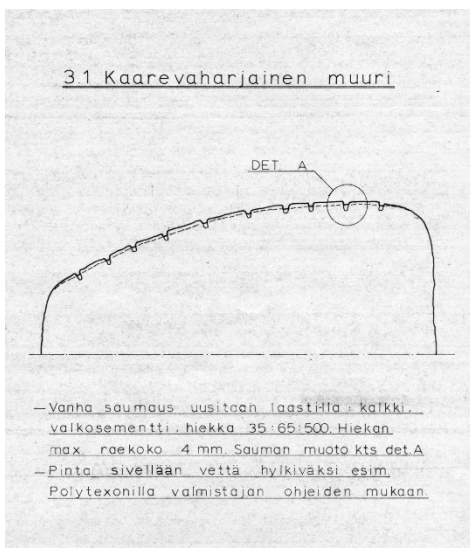 3.1 Kaarevaharjainen muuri
DET. A
— Vanha saumaus uusitaan laastilla : kalkki,
valkosementti, hiekka 35:65:500. Hiekan
max. raekoko 4 mm. Sauman muoto kts det.A
— Pinta sivellään vettä hylkiväksi esim.
Polytexonilla valmistajan ohjeiden mukaan.